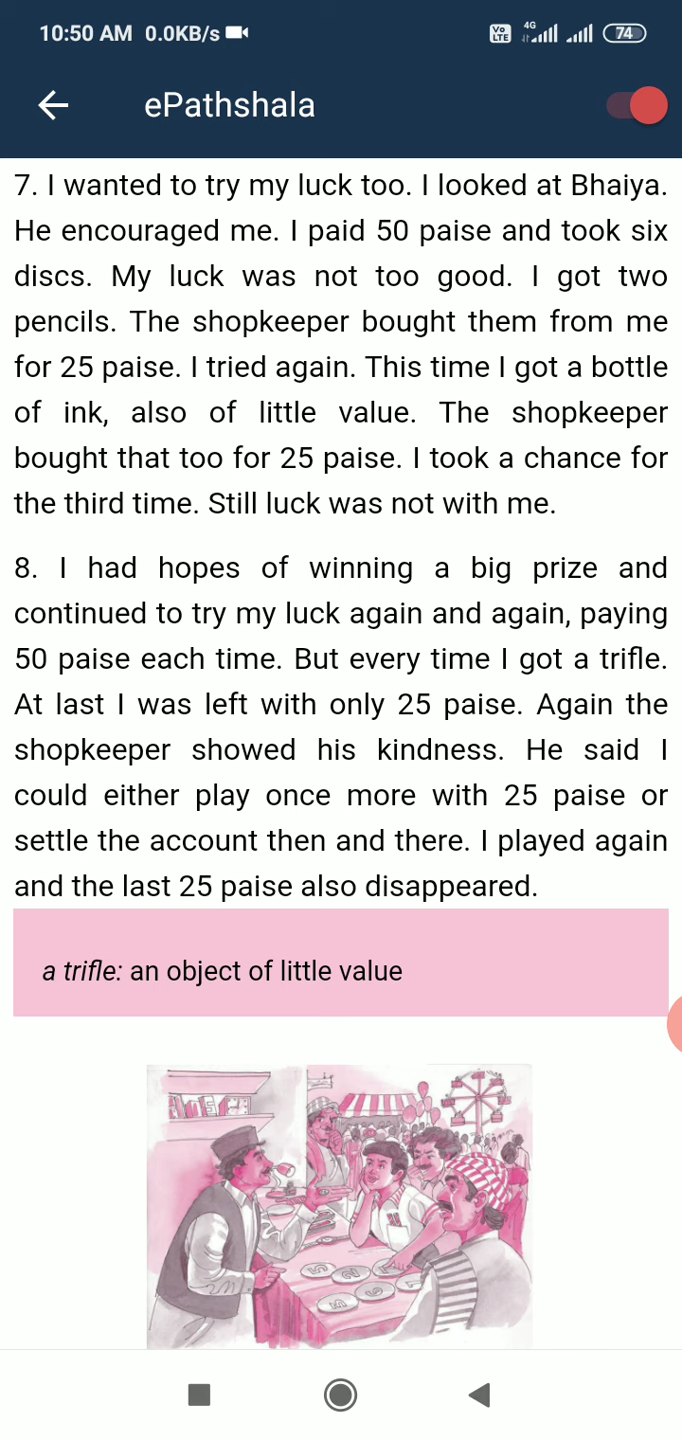 10:50 AM 0.0KB/s Vo LTE 4G 74
ePathshala
7. I wanted to try my luck too. I looked at Bhaiya.
He encouraged me. I paid 50 paise and took six
discs. My luck was not too good. I got two
pencils. The shopkeeper bought them from me
for 25 paise. I tried again. This time I got a bottle
of ink, also of little value. The shopkeeper
bought that too for 25 paise. I took a chance for
the third time. Still luck was not with me.
8. I had hopes of winning a big prize and
continued to try my luck again and again, paying
50 paise each time. But every time I got a trifle.
At last I was left with only 25 paise. Again the
shopkeeper showed his kindness. He said I
could either play once more with 25 paise or
settle the account then and there. I played again
and the last 25 paise also disappeared.
a trifle: an object of little value